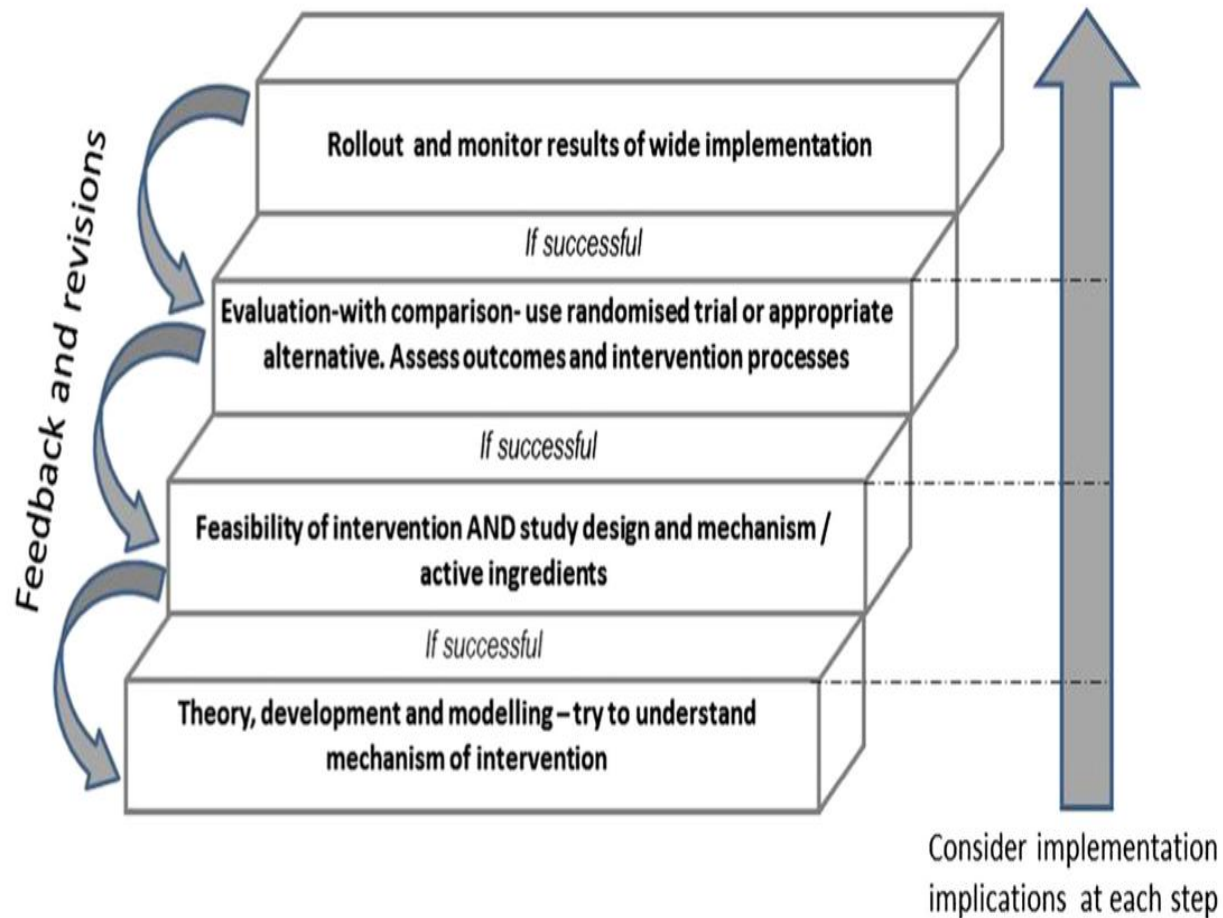 Feedback and revisions
Rollout and monitor results of wide implementation
If successful
Evaluation-with comparison- use randomised trial or appropriate
alternative. Assess outcomes and intervention processes
If successful
Feasibility of intervention AND study design and mechanism /
active ingredients
If successful
Theory, development and modelling – try to understand
mechanism of intervention
Consider implementation
implications at each step